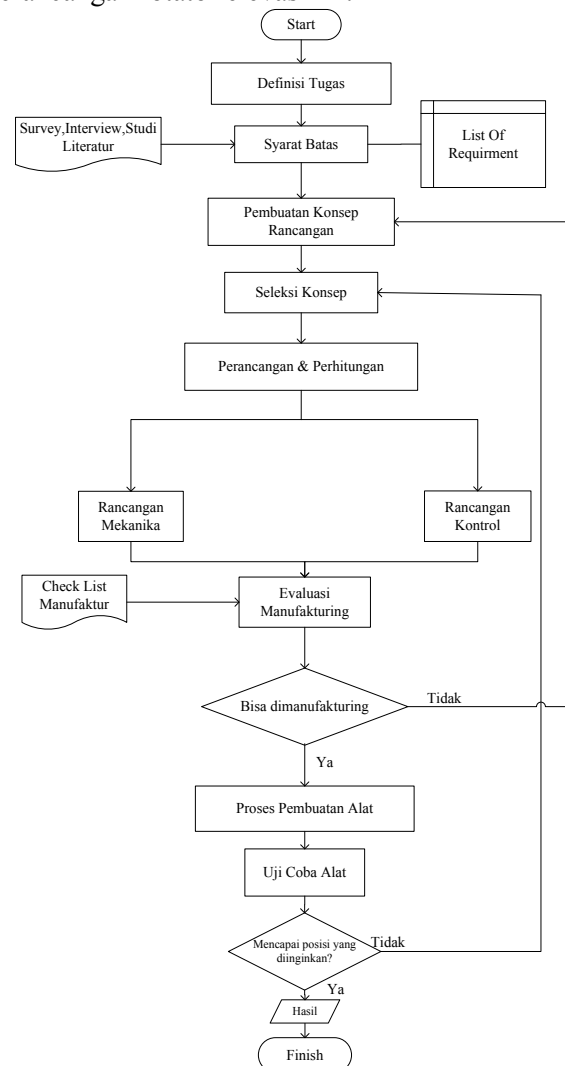 Start
Definisi Tugas
Survey,Interview,Studi
Literatur
Syarat Batas
List Of
Requirment
Pembuatan Konsep
Rancangan
Seleksi Konsep
Perancangan & Perhitungan
Rancangan
Mekanika
Rancangan
Kontrol
Check List
Manufaktur
Evaluasi
Manufakturing
Bisa dimanufakturing
Tidak
Ya
Proses Pembuatan Alat
Uji Coba Alat
Mencapai posisi yang
diinginkan?
Tidak
Ya
Hasil
Finish